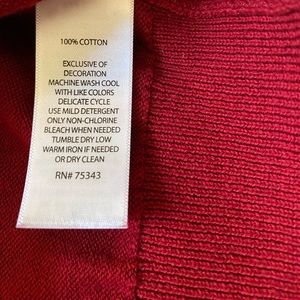 100% COTTON
EXCLUSIVE OF
DECORATION
MACHINE WASH COOL
WITH LIKE COLORS
DELICATE CYCLE
USE MILD DETERGENT
ONLY NON-CHLORINE
BLEACH WHEN NEEDED
TUMBLE DRY LOW
WARM IRON IF NEEDED
OR DRY CLEAN
RN# 75343